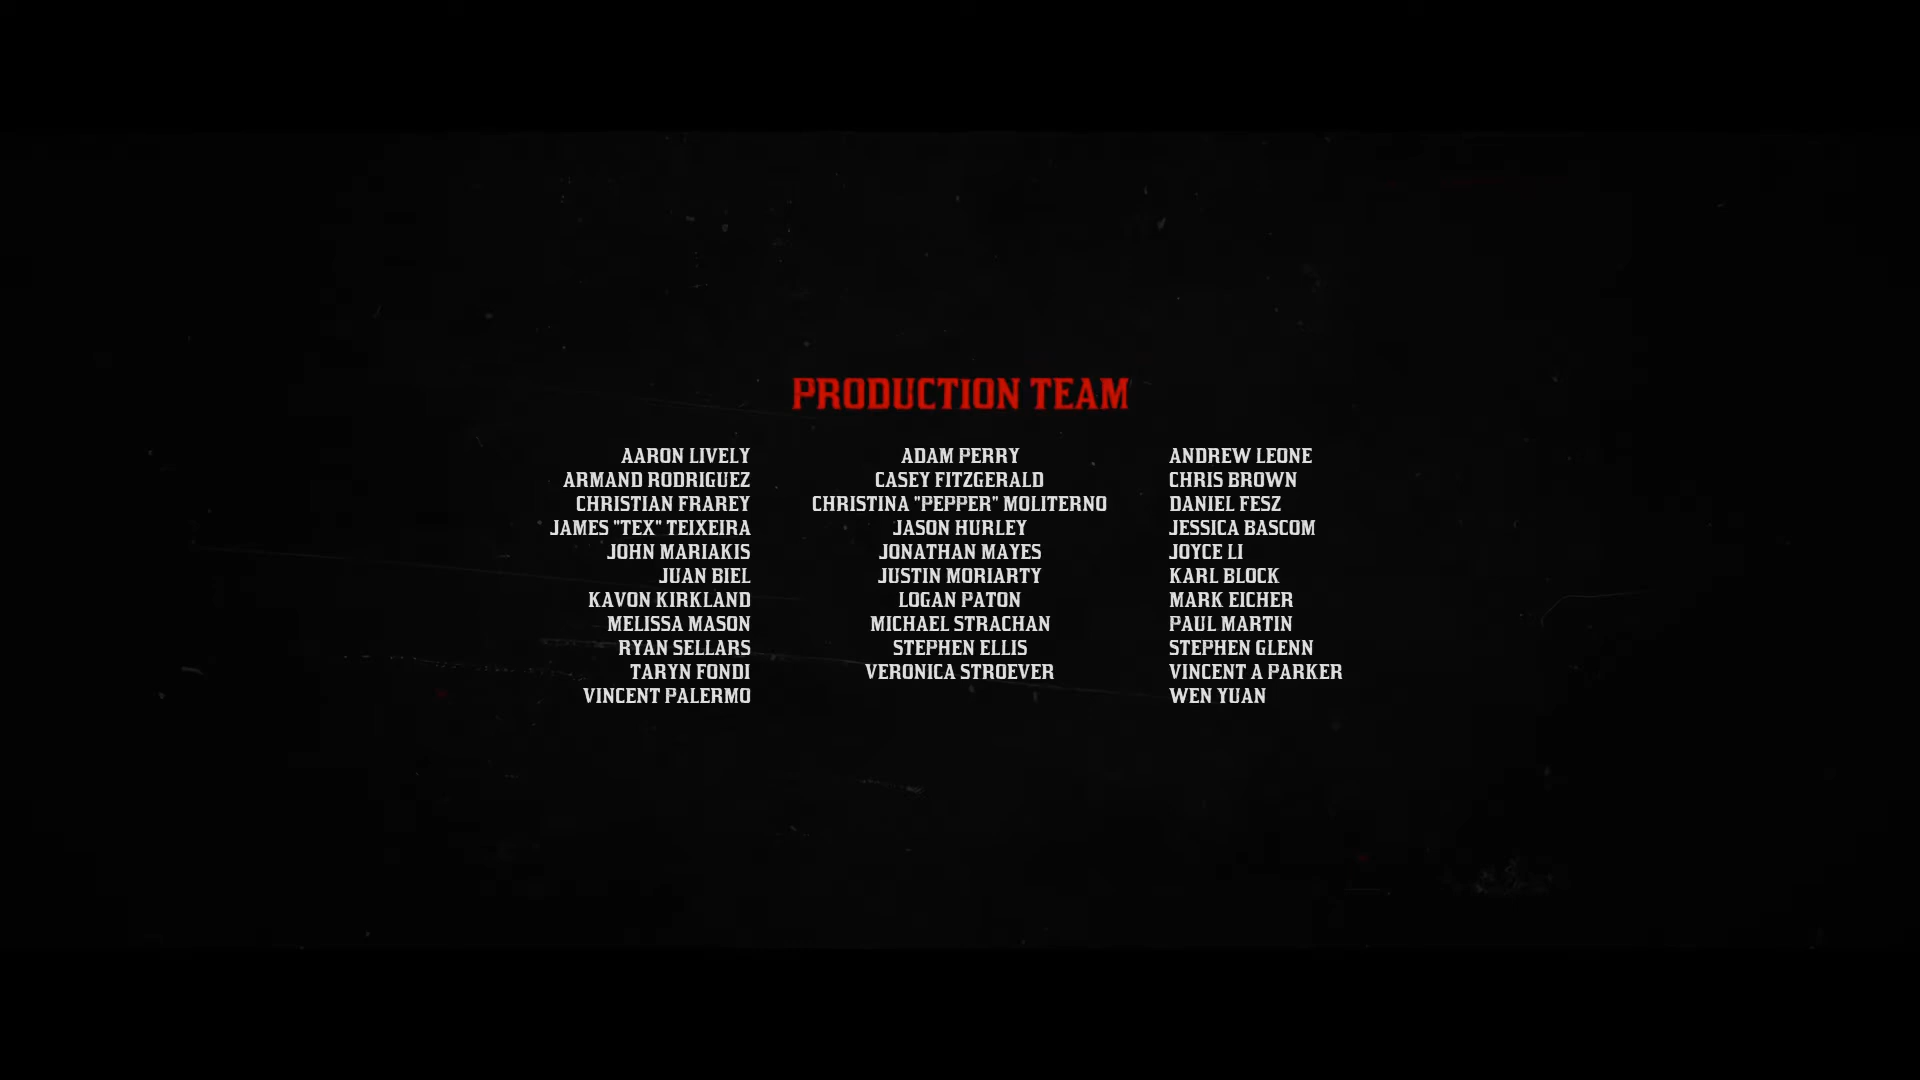 PRODUCTION TEAM
AARON LIVELY ADAM PERRY ANDREW LEONE
ARMAND RODRIGUEZ CASEY FITZGERALD CHRIS BROWN
CHRISTIAN FRAREY CHRISTINA "PEPPER" MOLITERNO DANIEL FESZ
JAMES "TEX" TEIXEIRA JASON HURLEY JESSICA BASCOM
JOHN MARIAKIS JONATHAN MAYES JOYCE LI
JUAN BIEL JUSTIN MORIARTY KARL BLOCK
KAVON KIRKLAND LOGAN PATON MARK EICHER
MELISSA MASON MICHAEL STRACHAN PAUL MARTIN
RYAN SELLARS STEPHEN ELLIS STEPHEN GLENN
TARYN FONDI VERONICA STROEVER VINCENT A PARKER
VINCENT PALERMO WEN YUAN